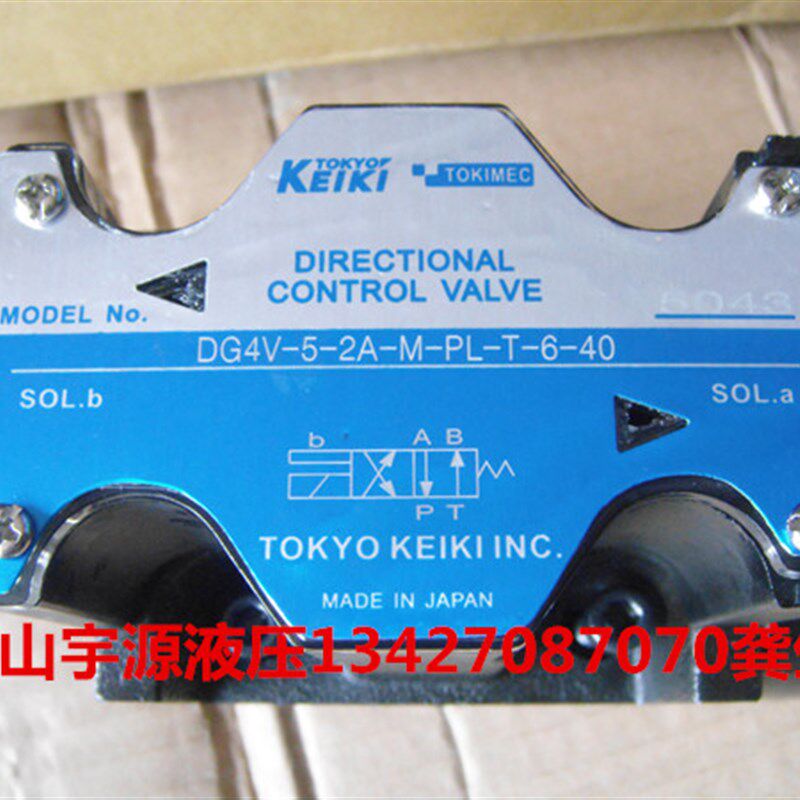 TOKYO
KEIKI TOKIMEC
DIRECTIONAL
CONTROL VALVE
MODEL No. 5043
DG4V-5-2A-M-PL-T-6-40
SOL.b SOL.a
b A B
P T
TOKYO KEIKI INC.
MADE IN JAPAN
山宇源液压13427087070龚